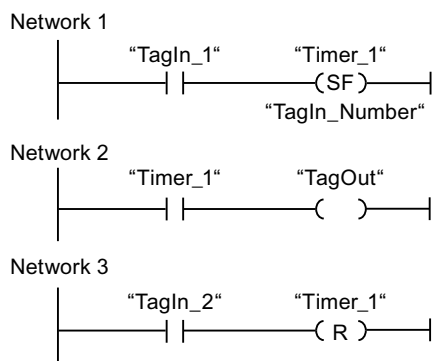 Network 1
“TagIn_1“ “Timer_1“
SF
“TagIn_Number“
Network 2
“Timer_1“ “TagOut“
Network 3
“TagIn_2“ “Timer_1“
R